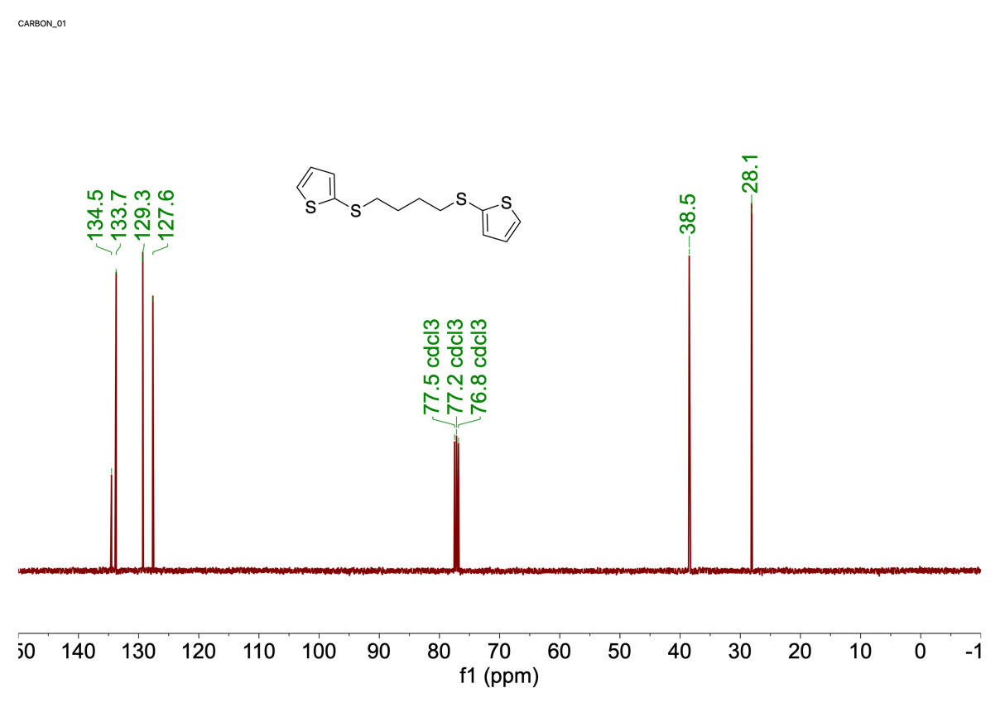 CARBON_01
134.5
133.7
129.3
127.6
77.5 cdcl3
77.2 cdcl3
76.8 cdcl3
38.5
28.1
S
S
S
S
50 140 130 120 110 100 90 80 70 60 50 40 30 20 10 0 -1
f1 (ppm)